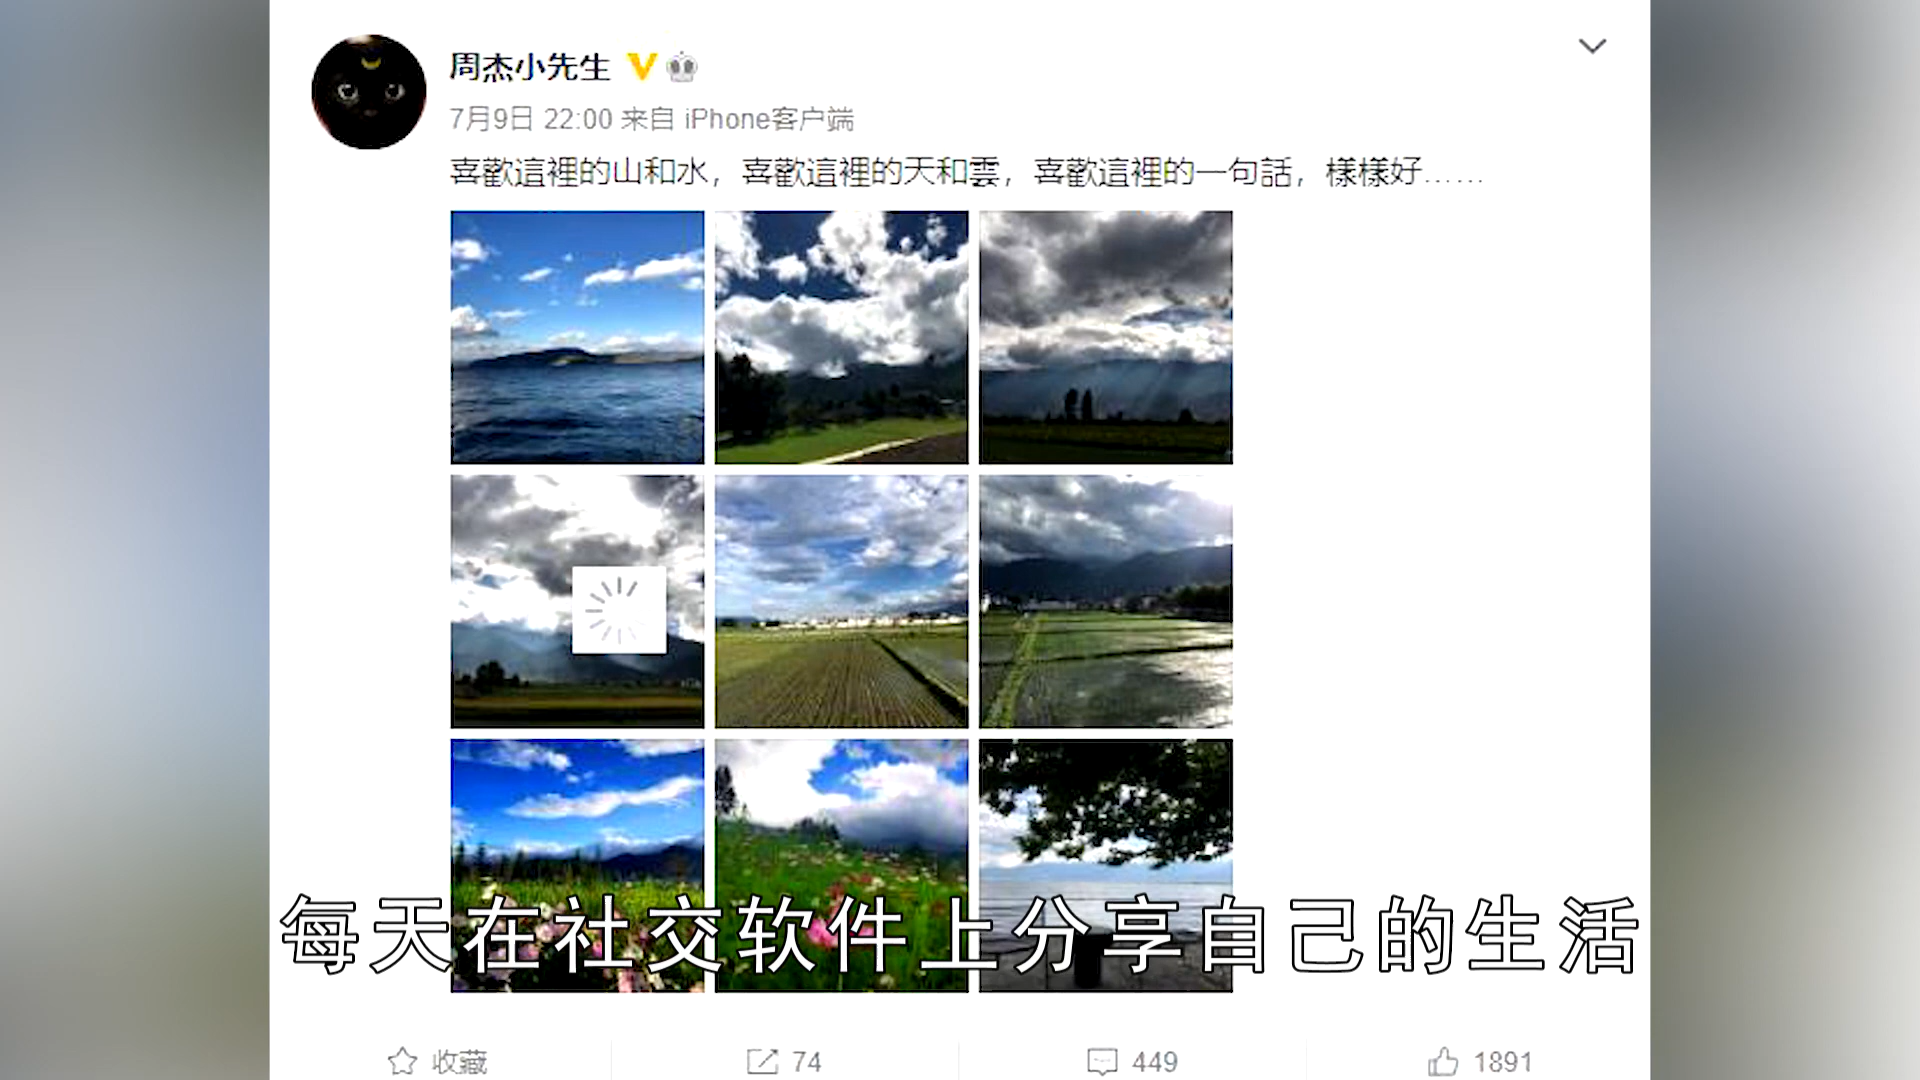 周杰小先生
7月9日 22:00 来自 iPhone客户端
喜歡這裡的山和水，喜歡這裡的天和雲，喜歡這裡的一句話，樣樣好……
每天在社交软件上分享自己的生活
收藏
74
449
1891